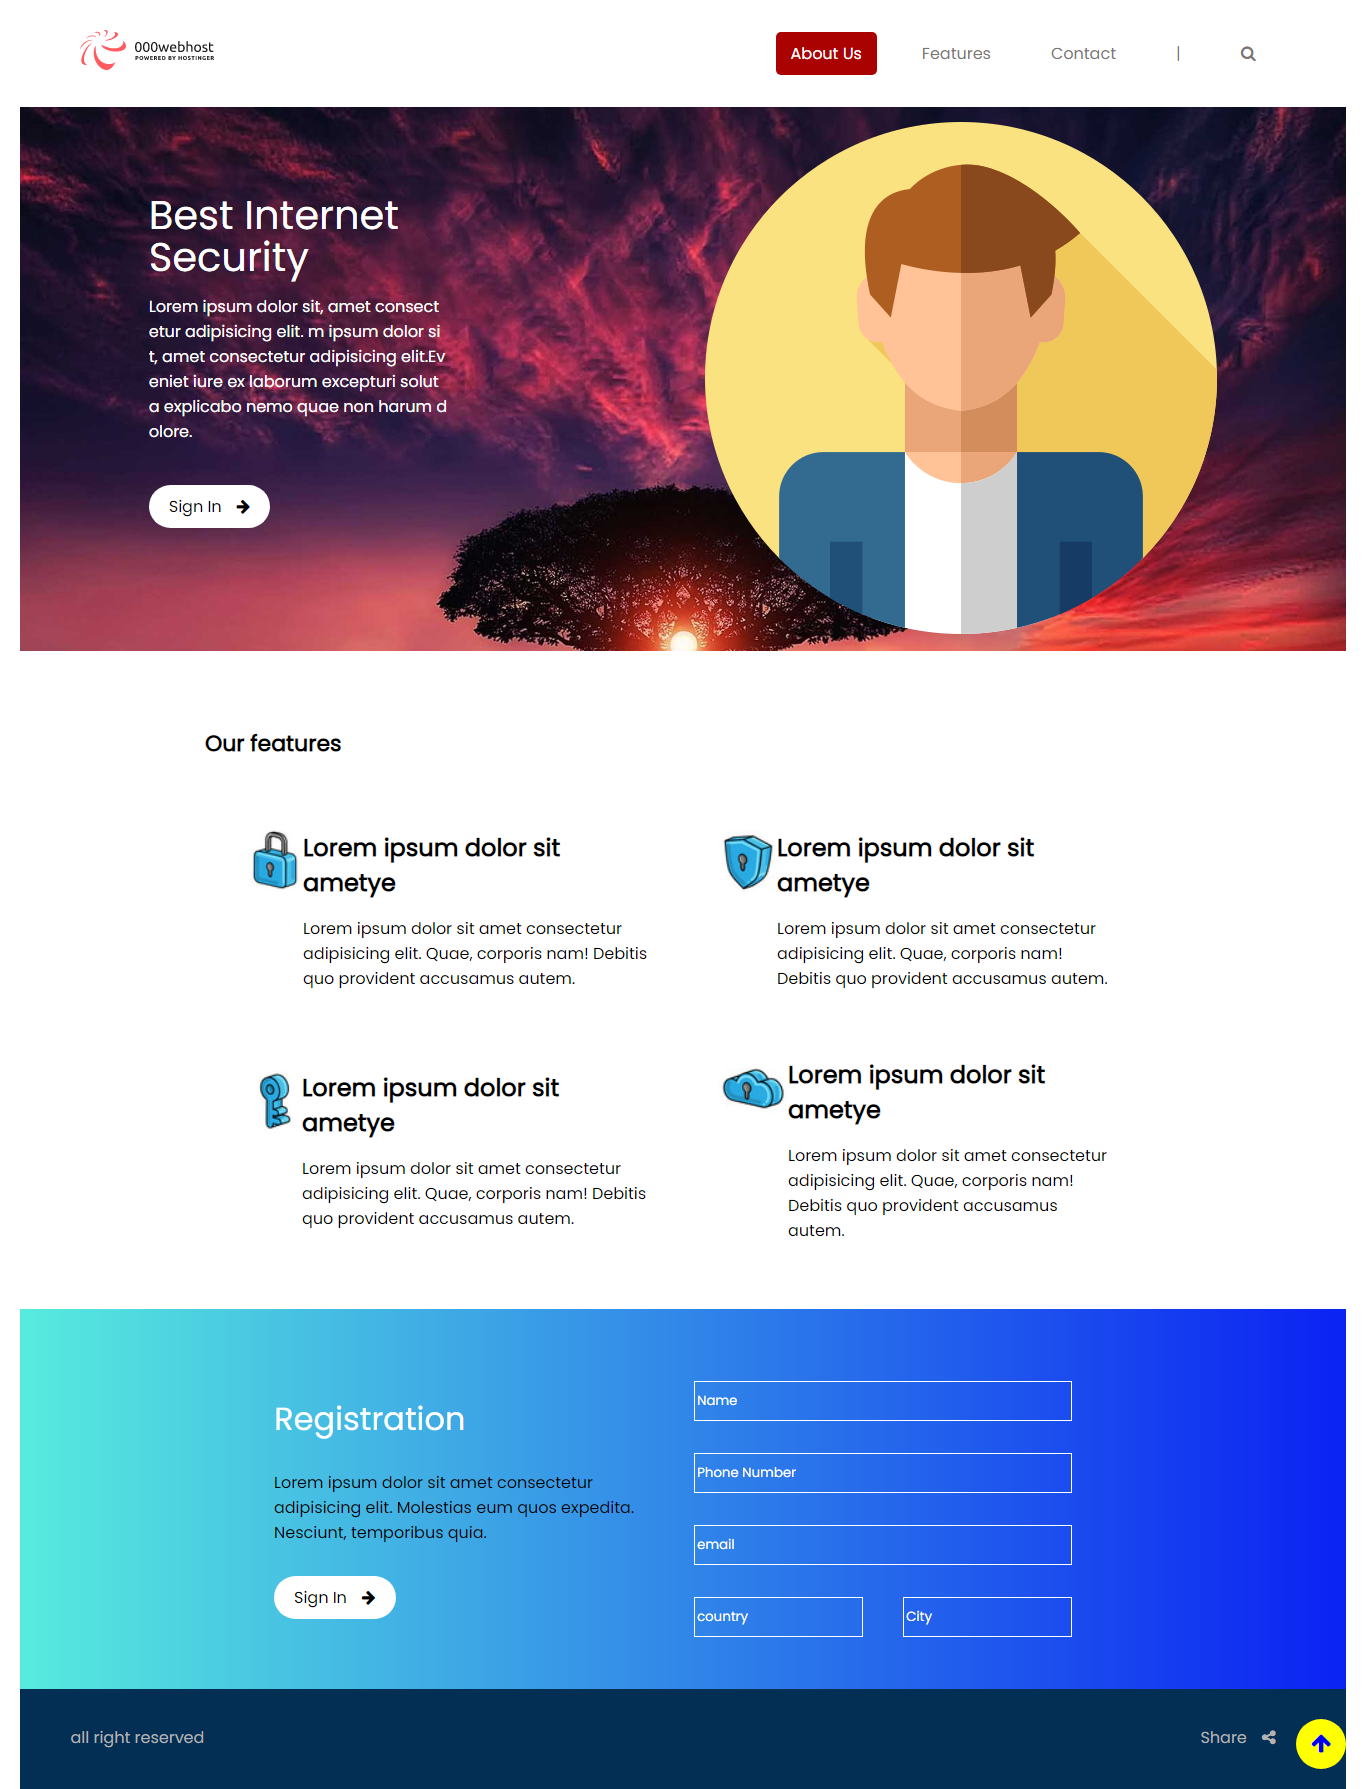 000webhost
POWERED BY HOSTINGER
About Us
Features
Contact
|
Best Internet
Security
Lorem ipsum dolor sit, amet consect
etur adipisicing elit. m ipsum dolor si
t, amet consectetur adipisicing elit.Ev
eniet iure ex laborum excepturi solut
a explicabo nemo quae non harum d
olore.
Sign In
Our features
Lorem ipsum dolor sit
ametye
Lorem ipsum dolor sit amet consectetur
adipisicing elit. Quae, corporis nam! Debitis
quo provident accusamus autem.
Lorem ipsum dolor sit
ametye
Lorem ipsum dolor sit amet consectetur
adipisicing elit. Quae, corporis nam!
Debitis quo provident accusamus autem.
Lorem ipsum dolor sit
ametye
Lorem ipsum dolor sit amet consectetur
adipisicing elit. Quae, corporis nam! Debitis
quo provident accusamus autem.
Lorem ipsum dolor sit
ametye
Lorem ipsum dolor sit amet consectetur
adipisicing elit. Quae, corporis nam!
Debitis quo provident accusamus
autem.
Registration
Lorem ipsum dolor sit amet consectetur
adipisicing elit. Molestias eum quos expedita.
Nesciunt, temporibus quia.
Sign In
Name
Phone Number
email
country
City
all right reserved
Share